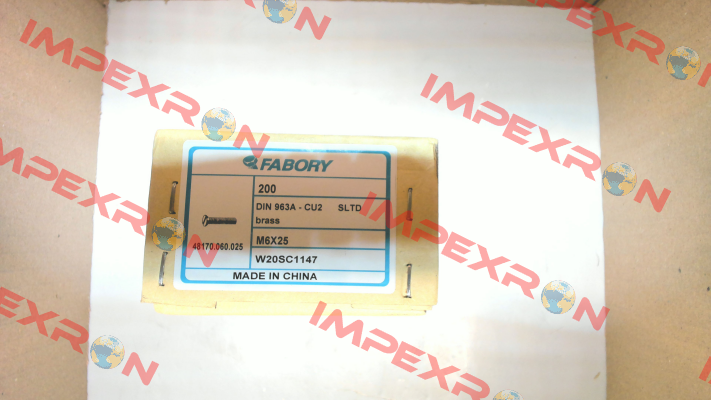 FABORY
200
DIN 963A - CU2 SLTD
brass
48170.060.025
M6X25
W20SC1147
MADE IN CHINA
IMPEXRON
IMPEXRON
IMPEXRON
IMPEXRON
IMPEXRON
IMPEXRON